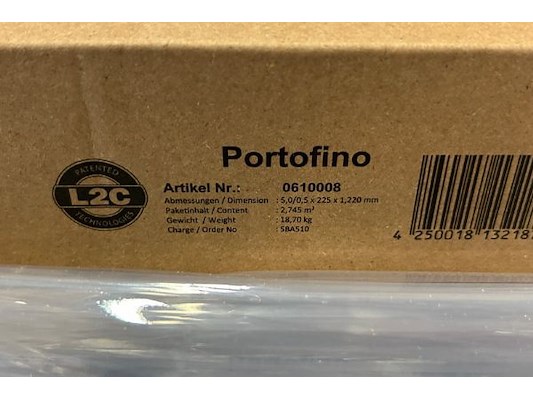 Portofino
PATENTED
L2C
TECHNOLOGIES
Artikel Nr.: 0610008
Abmessungen / Dimension : 5,0/0,5 x 225 x 1,220 mm
Paketinhalt / Content : 2,745 m²
Gewicht / Weight : 18,70 kg
Charge / Order No : SBA510
4 250018 13218